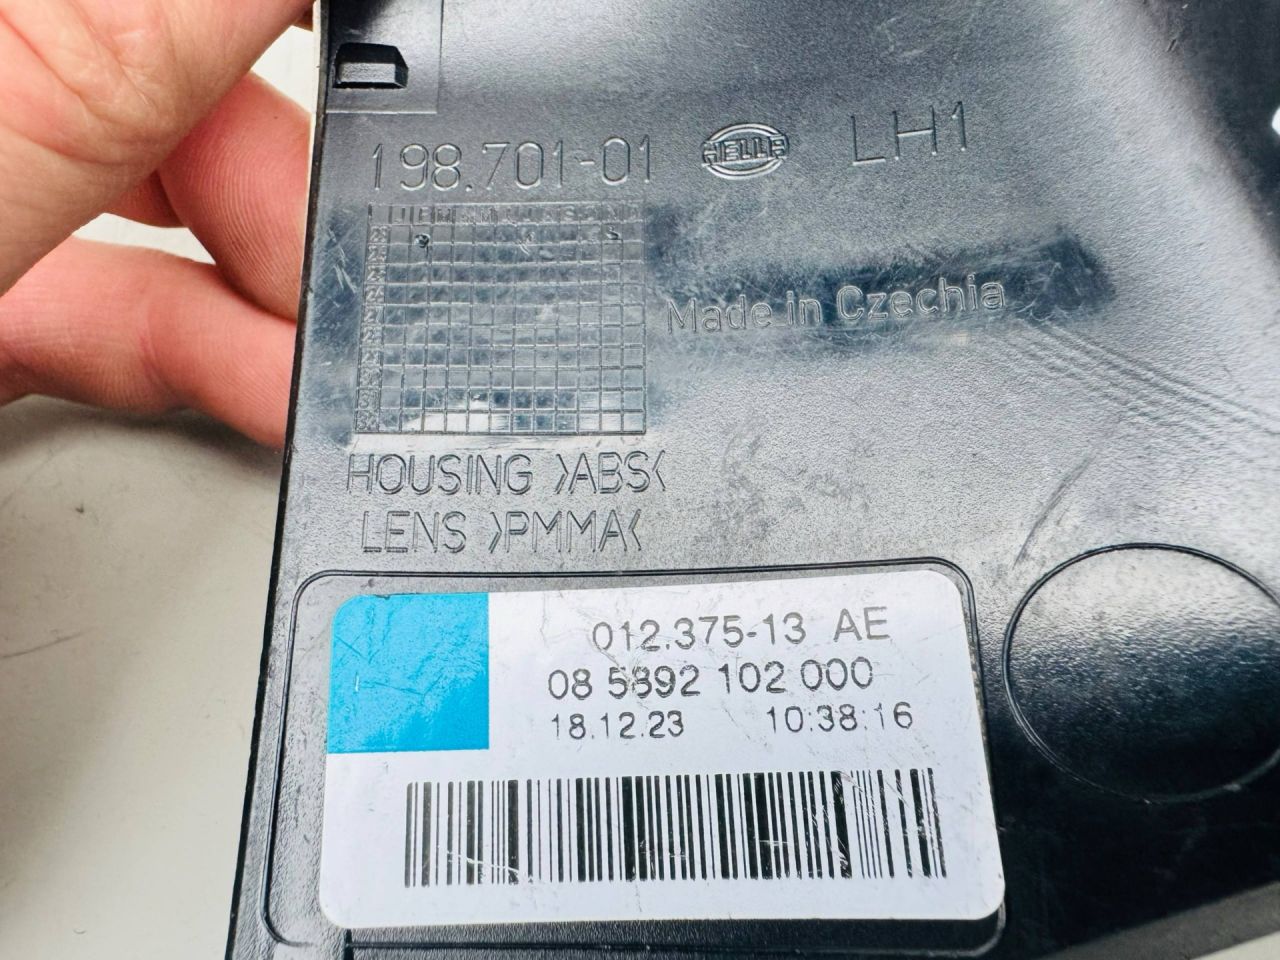 198.701-01 HELLA LH1
J F M A M J J A S O N D
Made in Czechia
HOUSING >ABS<
LENS >PMMA<
012.375-13 AE
08 5892 102 000
18.12.23 10:38:16